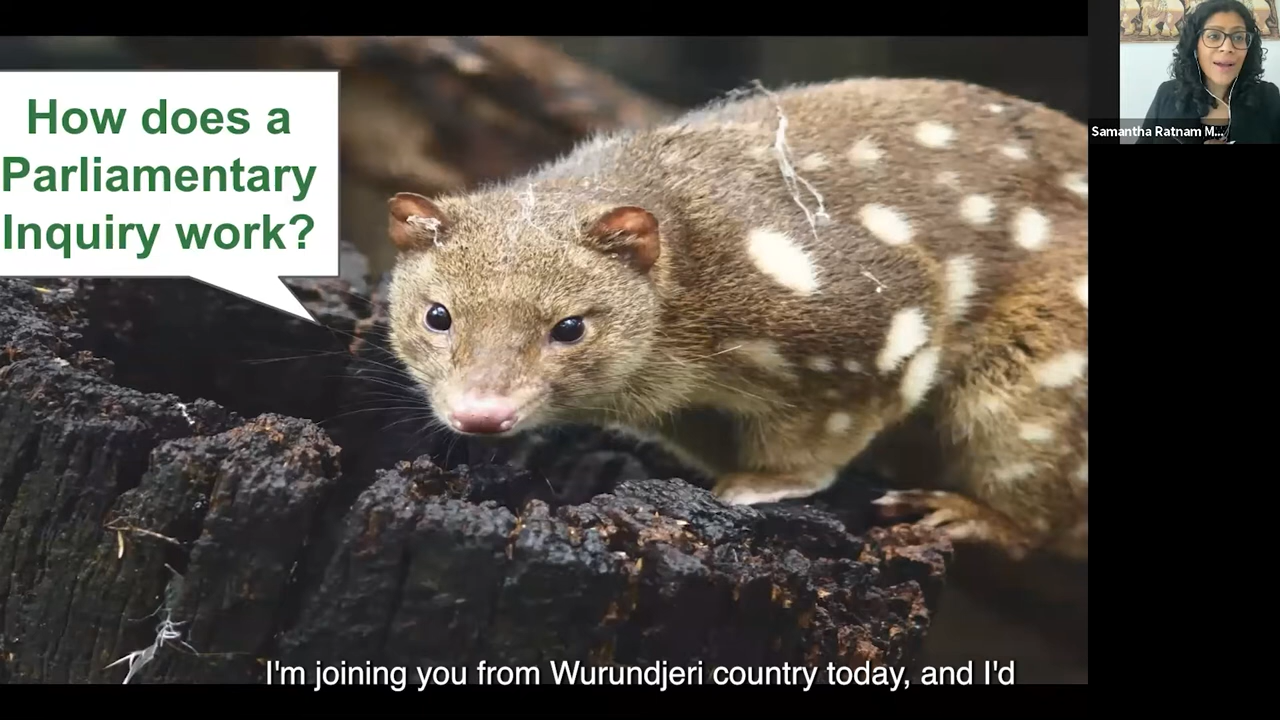 How does a
Parliamentary
Inquiry work?
Samantha Ratnam M...
I'm joining you from Wurundjeri country today, and I'd